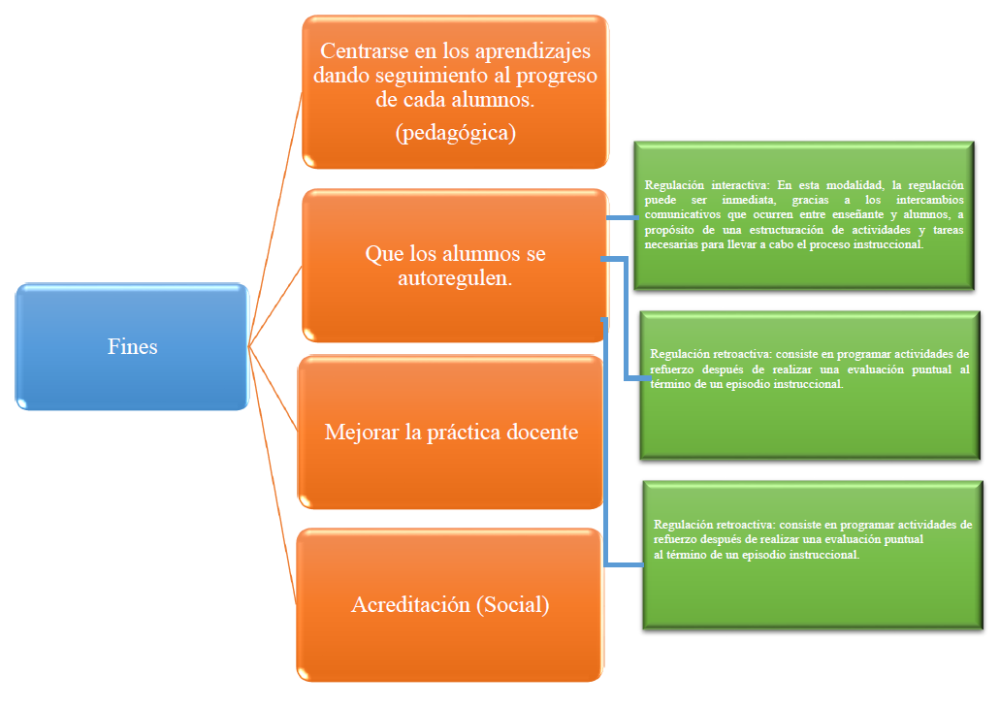 Fines
Centrarse en los aprendizajes
dando seguimiento al progreso
de cada alumnos.
(pedagógica)
Que los alumnos se
autoregulen.
Mejorar la práctica docente
Acreditación (Social)
Regulación interactiva: En esta modalidad, la regulación
puede ser inmediata, gracias a los intercambios
comunicativos que ocurren entre enseñante y alumnos, a
propósito de una estructuración de actividades y tareas
necesarias para llevar a cabo el proceso instruccional.
Regulación retroactiva: consiste en programar actividades de
refuerzo después de realizar una evaluación puntual al
término de un episodio instruccional.
Regulación retroactiva: consiste en programar actividades de
refuerzo después de realizar una evaluación puntual
al término de un episodio instruccional.